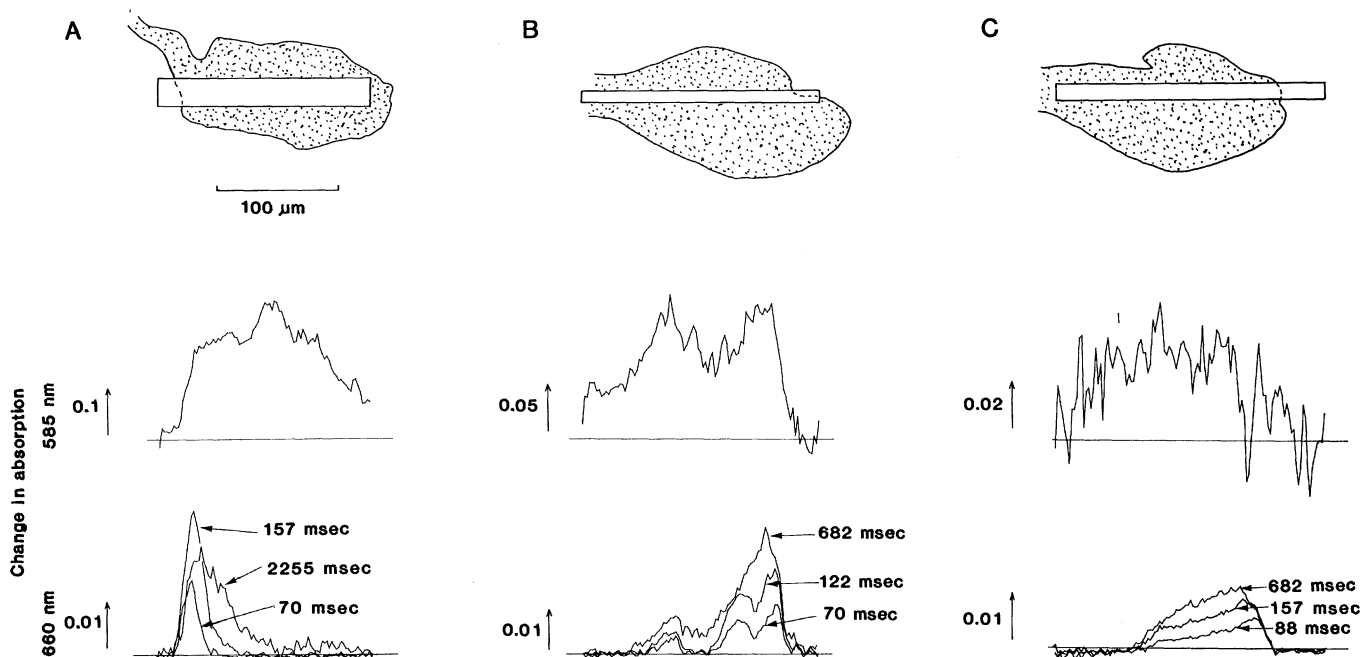 A
B
C
100 µm
Change in absorption
585 nm
0.1
0.05
0.02
660 nm
0.01
157 msec
2255 msec
70 msec
0.01
682 msec
122 msec
70 msec
0.01
682 msec
157 msec
88 msec